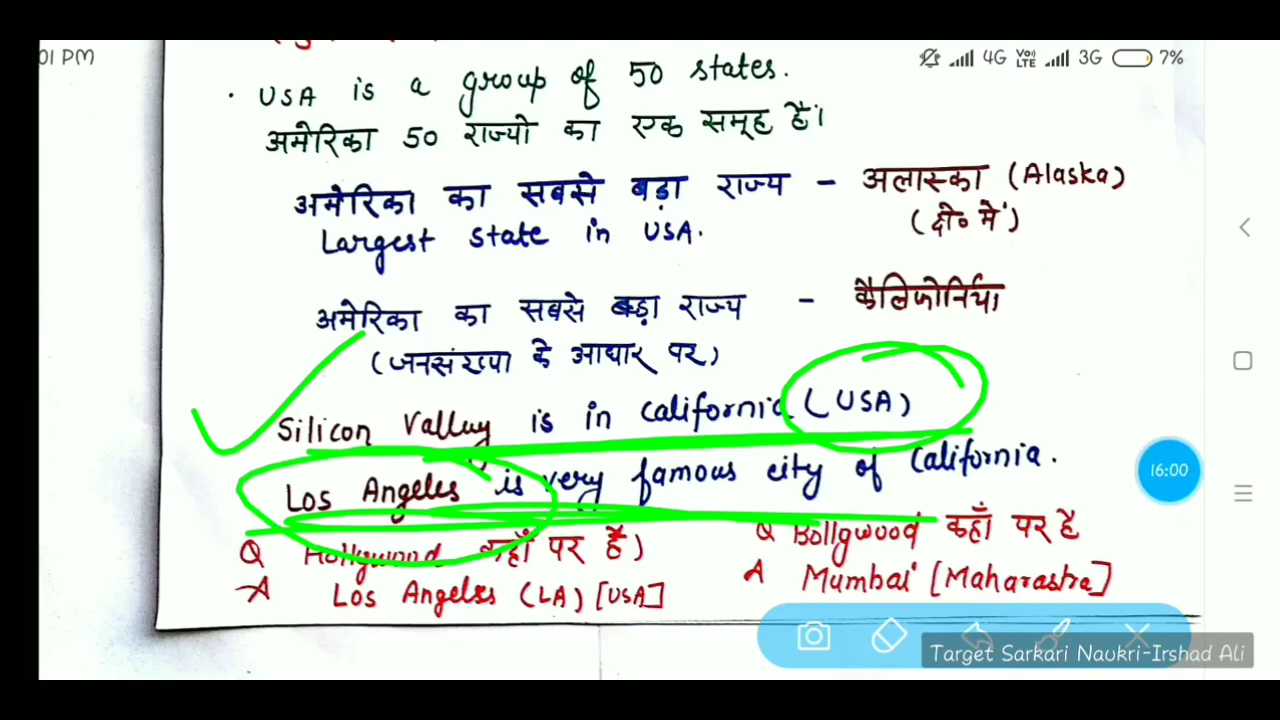 01 PM 4G VoLTE 3G 7%
. USA is a group of 50 states.
अमेरिका 50 राज्यो का एक समूह है।
अमेरिका का सबसे बड़ा राज्य - अलास्का (Alaska)
Largest state in USA. (क्षे० में)
अमेरिका का सबसे बड़ा राज्य - कैलिफोर्निया
(जनसंख्या के आधार पर)
Silicon Valley is in California (USA)
Los Angeles is very famous city of California.
16:00
Q Hollywood कहाँ पर है) Q Bollywood कहाँ पर है
A Los Angeles (LA) [USA] A Mumbai [Maharastra]
Target Sarkari Naukri-Irshad Ali